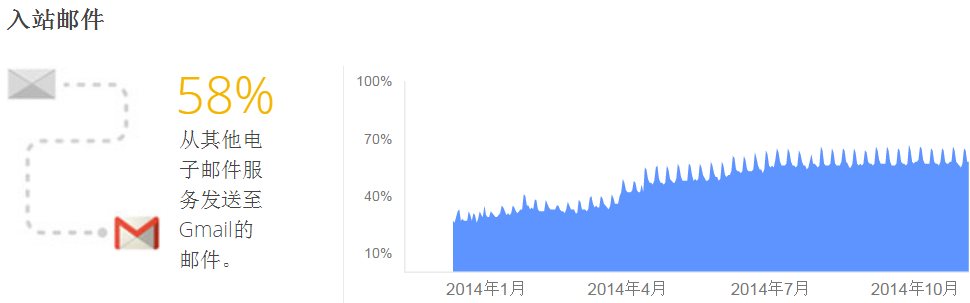 入站邮件
58%
从其他电
子邮件服
务发送至
Gmail的
邮件。
100%
70%
40%
10%
2014年1月
2014年4月
2014年7月
2014年10月